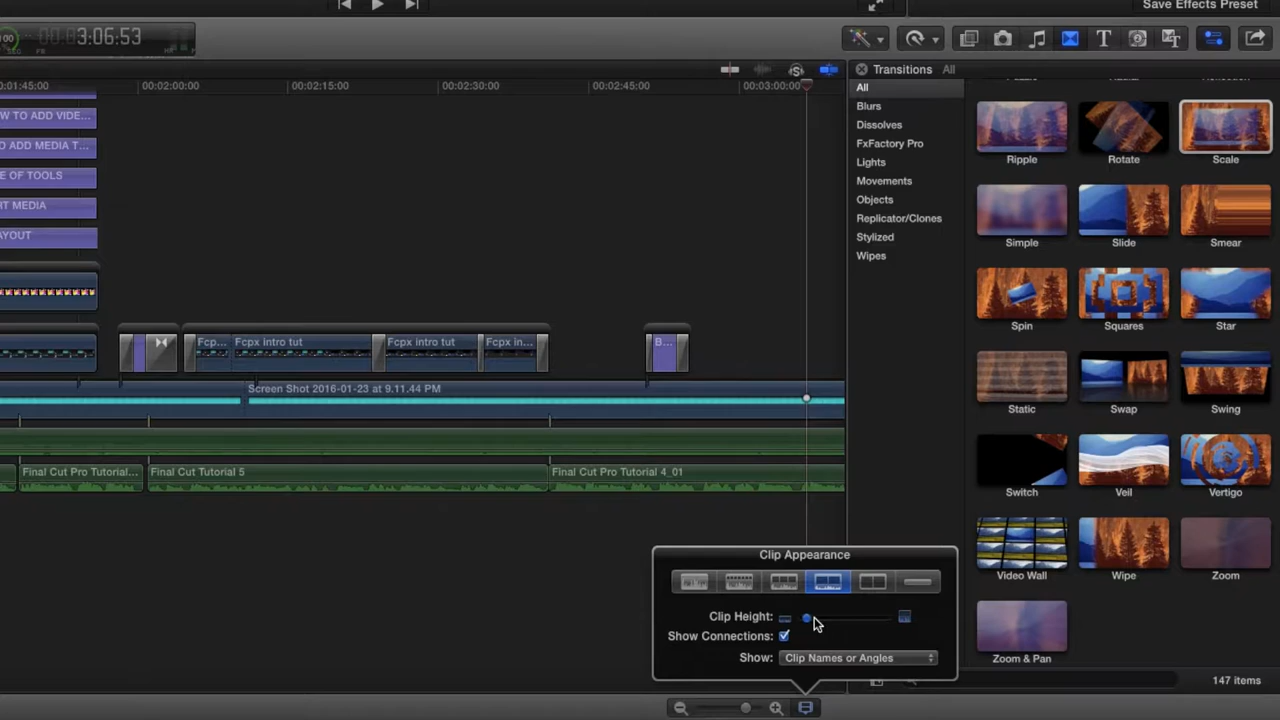 Save Effects Preset
100
3:06:53
Transitions All
01:45:00
00:02:00:00
00:02:15:00
00:02:30:00
00:02:45:00
00:03:00:00
All
Blurs
Dissolves
FxFactory Pro
Lights
Movements
Objects
Replicator/Clones
Stylized
Wipes
Ripple
Rotate
Scale
Simple
Slide
Smear
Spin
Squares
Star
Static
Swap
Swing
Switch
Veil
Vertigo
Video Wall
Wipe
Zoom
Zoom & Pan
147 items
OW TO ADD VIDE...
O ADD MEDIA T...
E OF TOOLS
RT MEDIA
AYOUT
Fcp...
Fcpx intro tut
Fcpx intro tut
Fcpx in...
B...
Screen Shot 2016-01-23 at 9.11.44 PM
Final Cut Pro Tutorial...
Final Cut Tutorial 5
Final Cut Pro Tutorial 4_01
Clip Appearance
Clip Height:
Show Connections:
Show: Clip Names or Angles